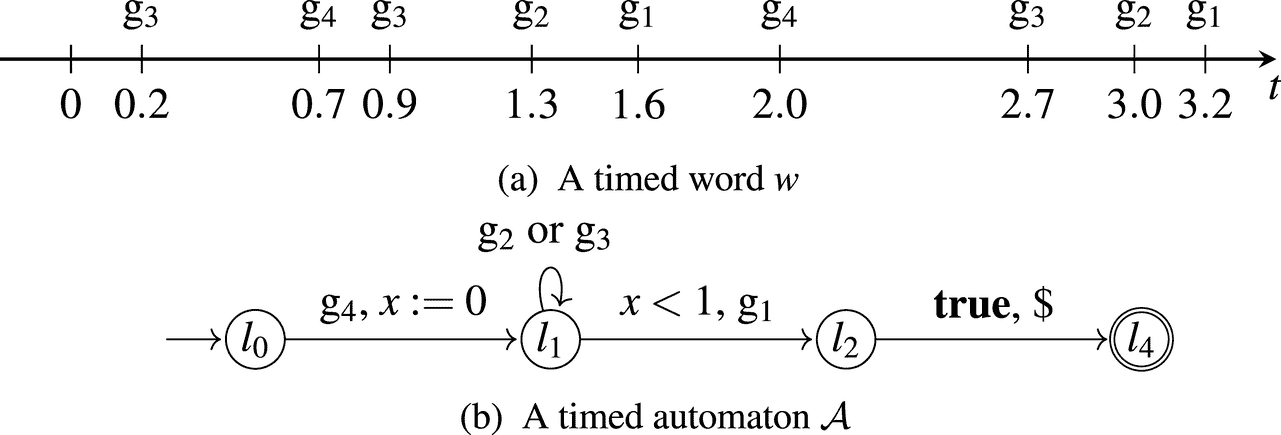 g₃ g₄ g₃ g₂ g₁ g₄ g₃ g₂ g₁
0 0.2 0.7 0.9 1.3 1.6 2.0 2.7 3.0 3.2 t
(a) A timed word w
g₂ or g₃
g₄, x := 0 x < 1, g₁ true, $
l₀ l₁ l₂ l₄
(b) A timed automaton 𝒜